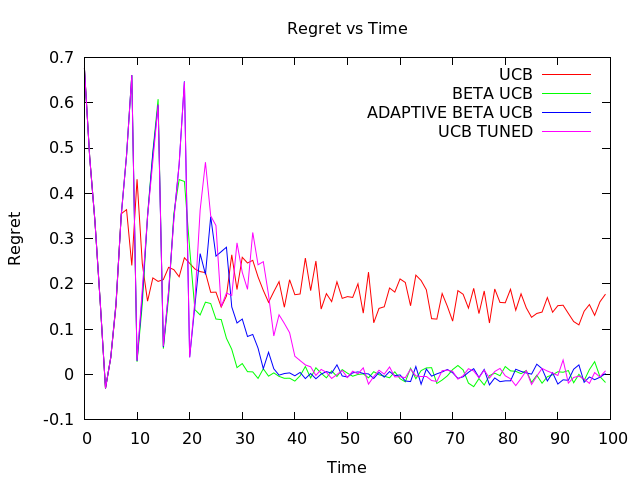 Regret vs Time
0.7
0.6
0.5
0.4
0.3
0.2
0.1
0
-0.1
Regret
0 10 20 30 40 50 60 70 80 90 100
Time
UCB
BETA UCB
ADAPTIVE BETA UCB
UCB TUNED